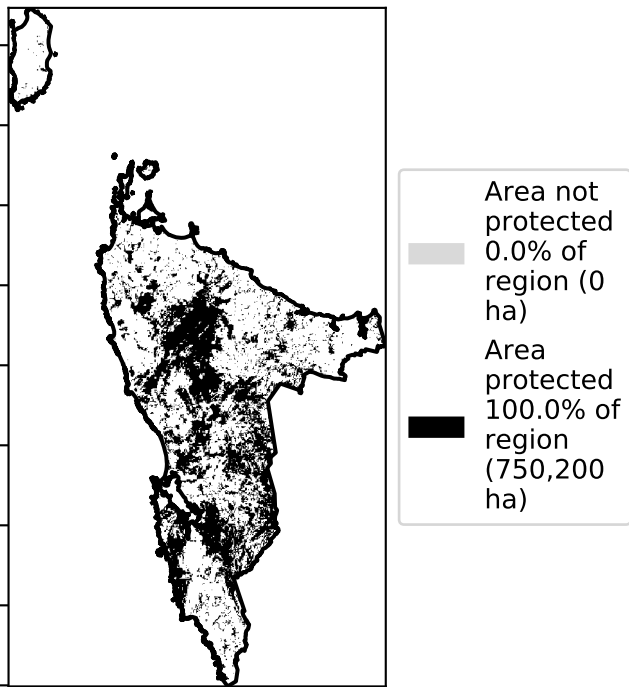 Area not
protected
0.0% of
region (0
ha)
Area
protected
100.0% of
region
(750,200
ha)